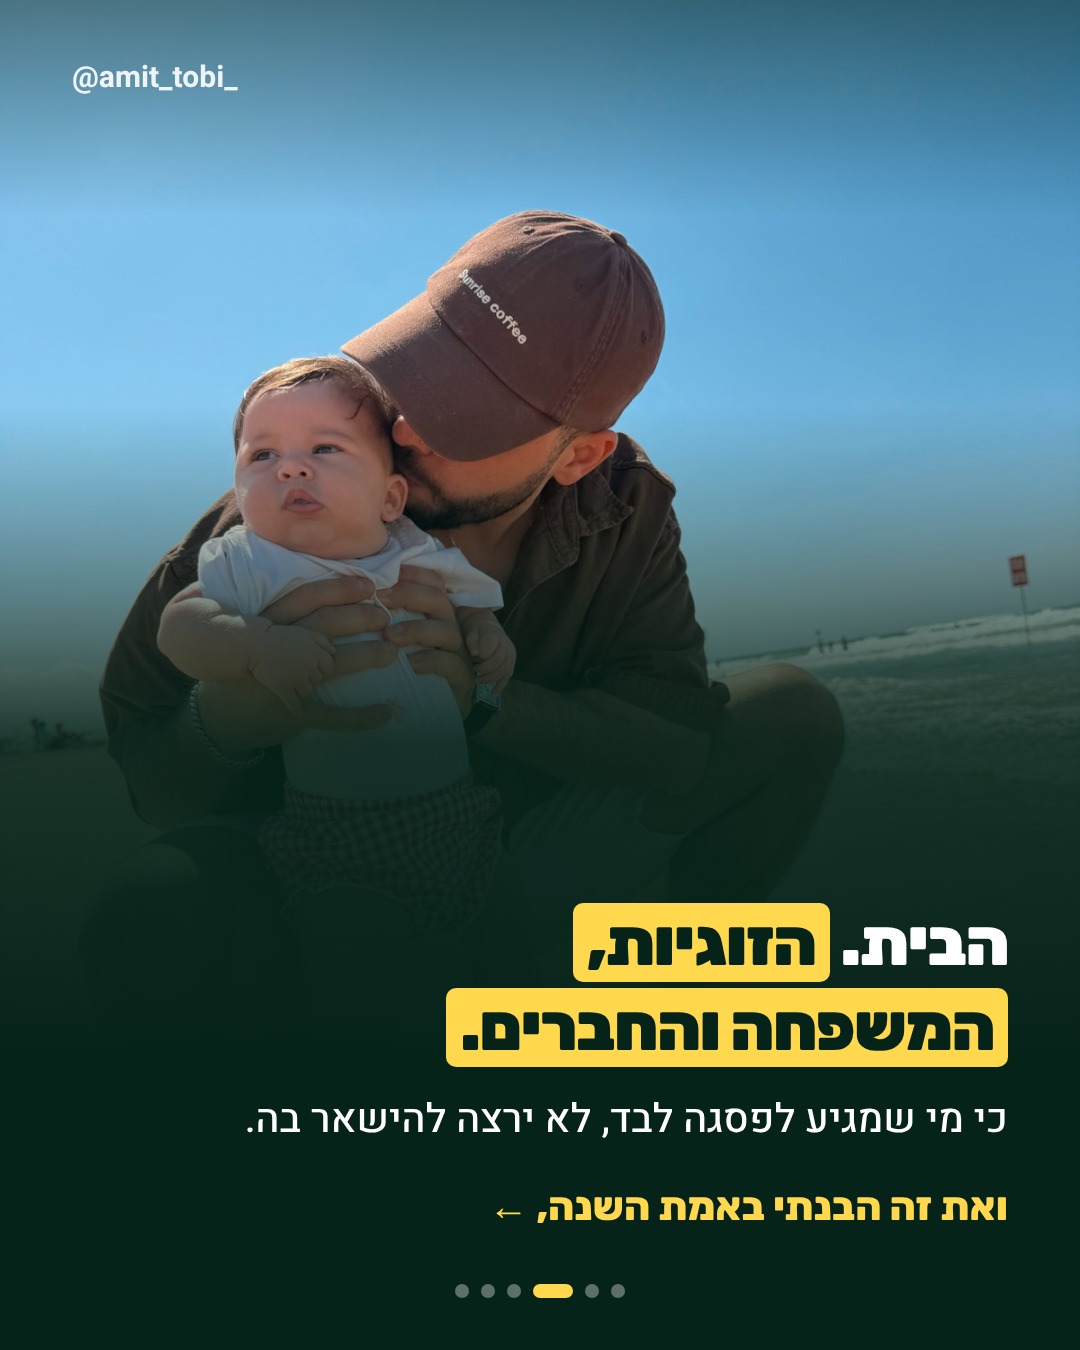 @amit_tobi_
Sunrise coffee
הבית. הזוגיות,
המשפחה והחברים.
כי מי שמגיע לפסגה לבד, לא ירצה להישאר בה.
ואת זה הבנתי באמת השנה, ←